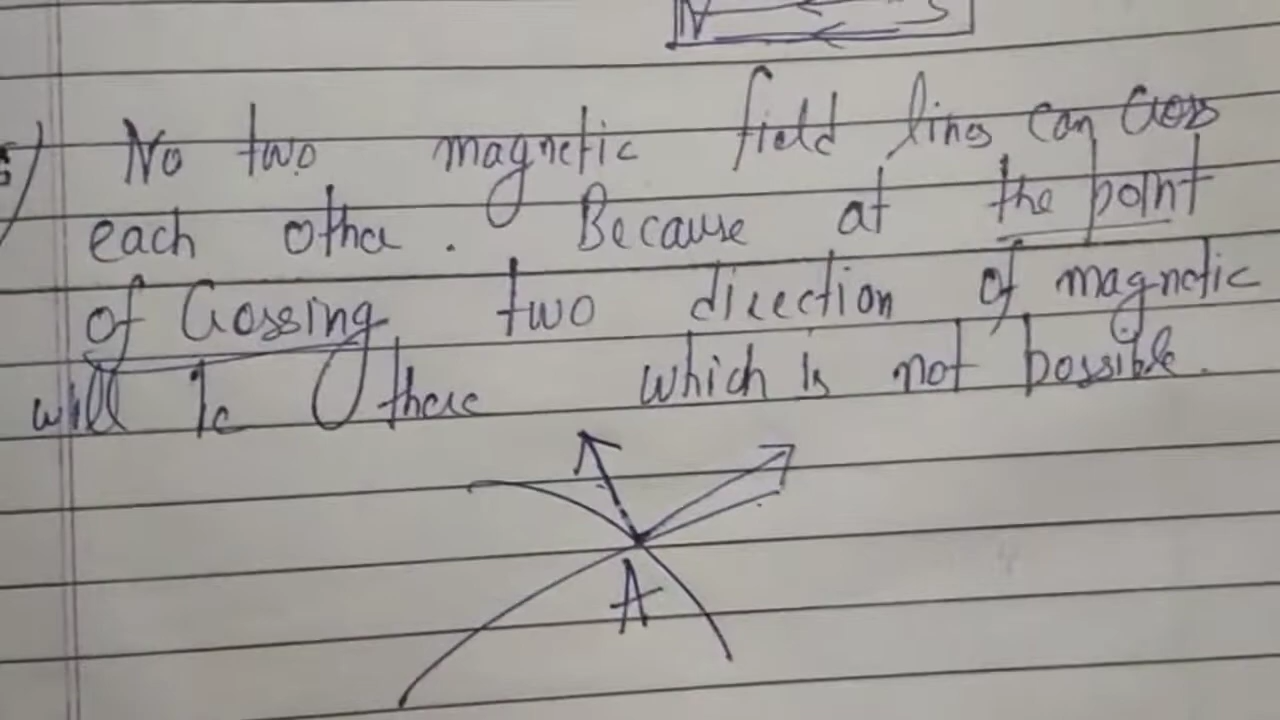 N S
5) No two magnetic field lines can cross
each other. Because at the point
of Crossing two direction of magnetic
will be there which is not possible.
A